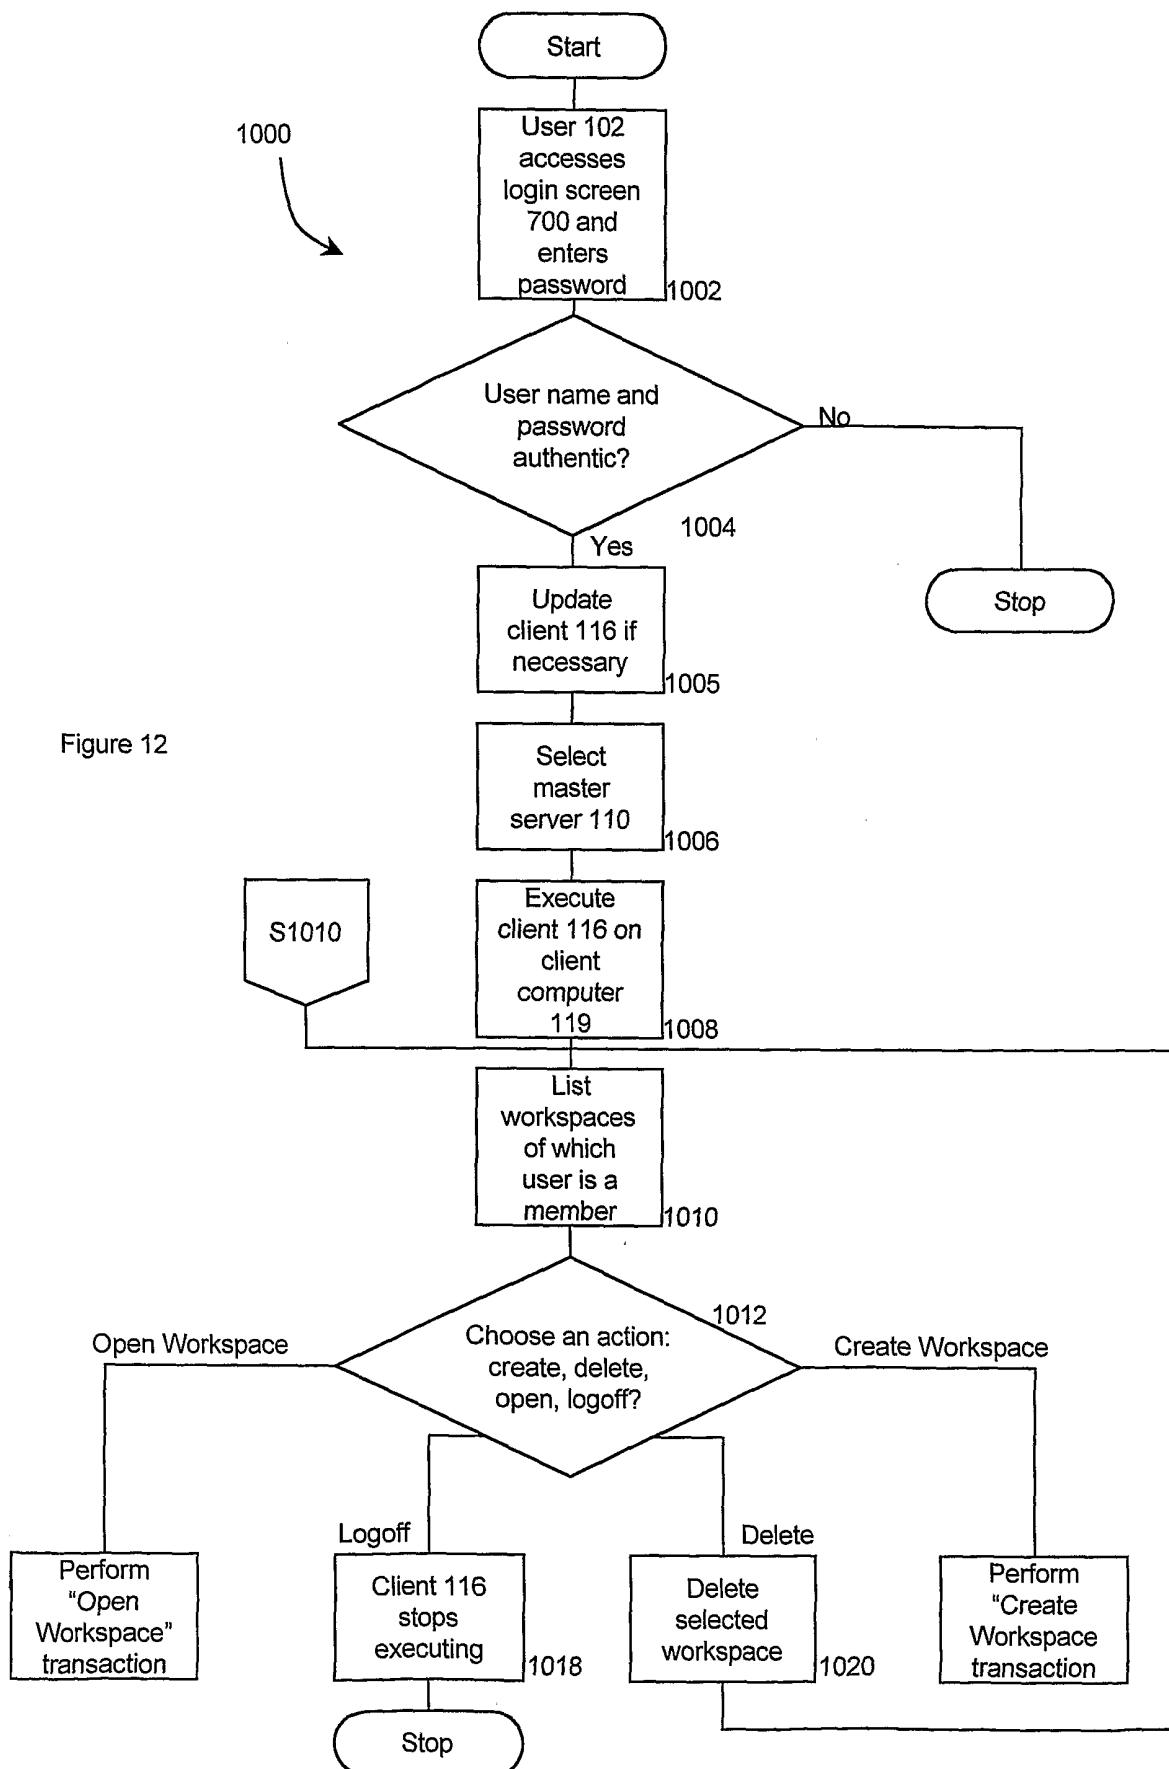 Start
1000
User 102
accesses
login screen
700 and
enters
password
1002
User name and
password
authentic?
No
1004
Yes
Stop
Update
client 116 if
necessary
1005
Figure 12
Select
master
server 110
1006
S1010
Execute
client 116 on
client
computer
119
1008
List
workspaces
of which
user is a
member
1010
1012
Open Workspace
Choose an action:
create, delete,
open, logoff?
Create Workspace
Logoff
Delete
Perform
“Open
Workspace”
transaction
Client 116
stops
executing
1018
Delete
selected
workspace
1020
Perform
“Create
Workspace
transaction
Stop